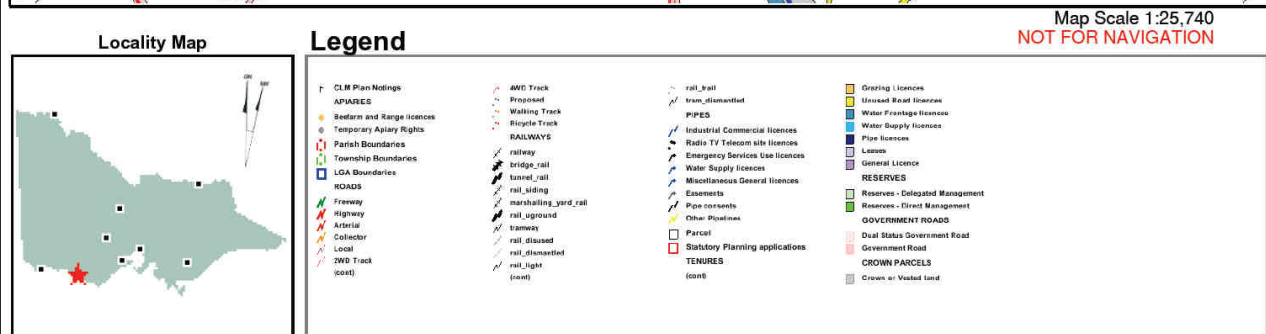 Map Scale 1:25,740
NOT FOR NAVIGATION
Locality Map
Legend
CLM Plan Notings
APIARIES
Beefarm and Range licences
Temporary Apiary Rights
Parish Boundaries
Township Boundaries
LGA Boundaries
ROADS
Freeway
Highway
Arterial
Collector
Local
2WD Track
(cont)
4WD Track
Proposed
Walking Track
Bicycle Track
RAILWAYS
railway
bridge_rail
tunnel_rail
rail_siding
marshalling_yard_rail
rail_uground
tramway
rail_disused
rail_dismantled
rail_light
(cont)
rail_trail
tram_dismantled
PIPES
Industrial Commercial licences
Radio TV Telecom site licences
Emergency Services Use licences
Water Supply licences
Miscellaneous General licences
Easements
Pipe consents
Other Pipelines
Parcel
Statutory Planning applications
TENURES
(cont)
Grazing Licences
Unused Road licences
Water Frontage licences
Water Supply licences
Pipe licences
Leases
General Licence
RESERVES
Reserves - Delegated Management
Reserves - Direct Management
GOVERNMENT ROADS
Dual Status Government Road
Government Road
CROWN PARCELS
Crown or Vested land